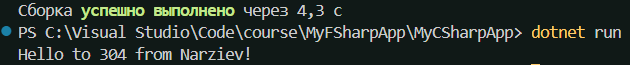 Сборка успешно выполнено через 4,3 с
PS C:\Visual Studio\Code\course\MyFSharpApp\MyCSharpApp> dotnet run
Hello to 304 from Narziev!